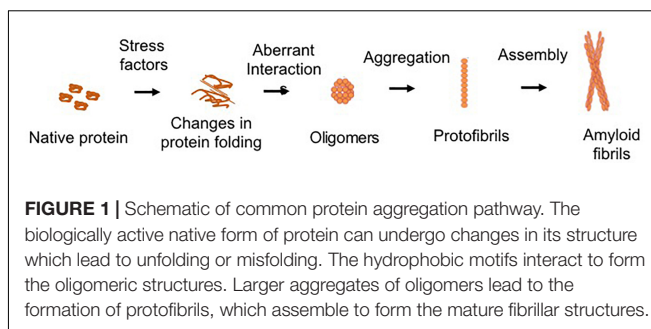 Stress
factors
Aberrant
Interaction
s
Aggregation
Assembly
Native protein
Changes in
protein folding
Oligomers
Protofibrils
Amyloid
fibrils
FIGURE 1 | Schematic of common protein aggregation pathway. The
biologically active native form of protein can undergo changes in its structure
which lead to unfolding or misfolding. The hydrophobic motifs interact to form
the oligomeric structures. Larger aggregates of oligomers lead to the
formation of protofibrils, which assemble to form the mature fibrillar structures.